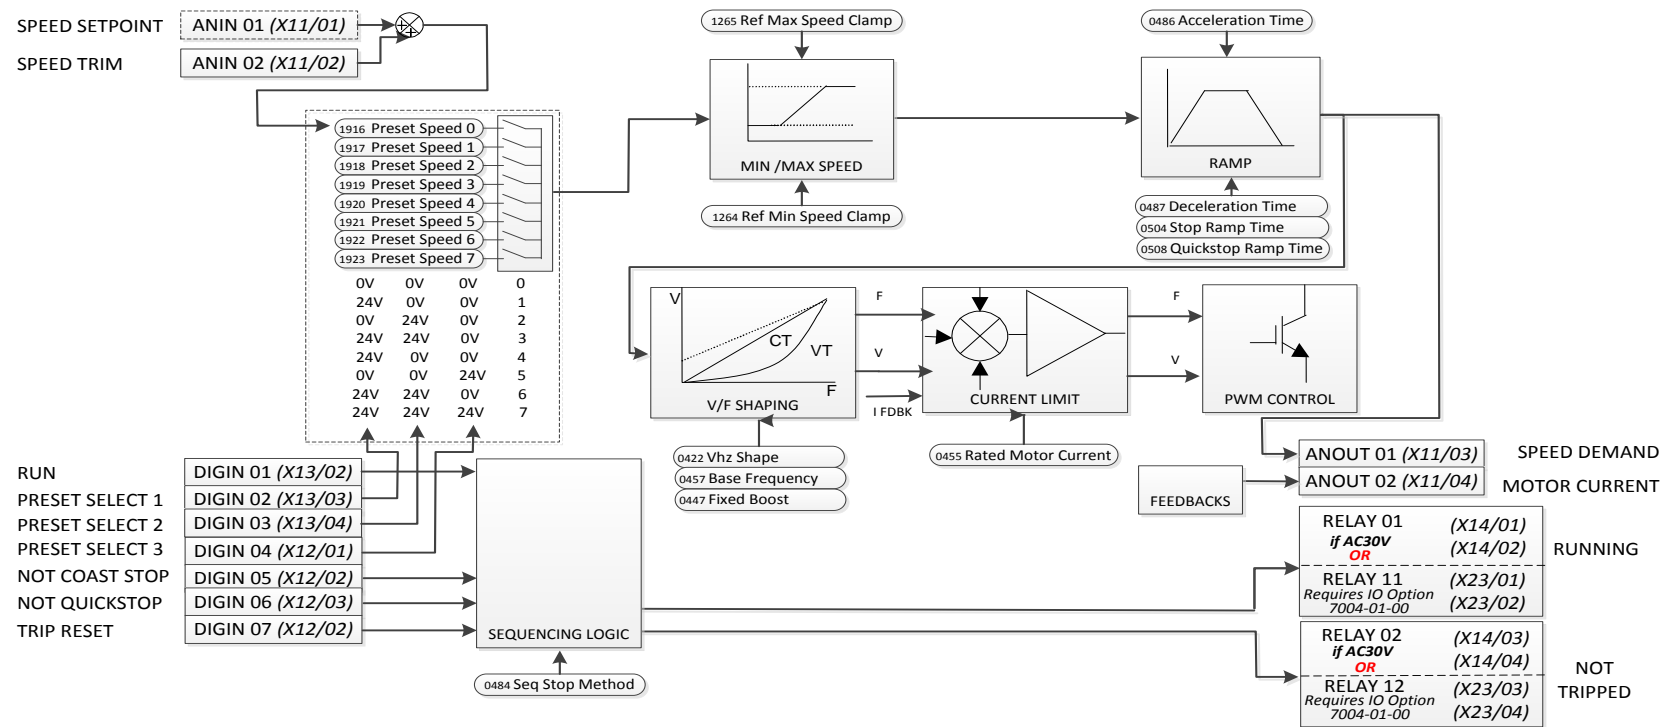 SPEED SETPOINT
ANIN 01 (X11/01)
SPEED TRIM
ANIN 02 (X11/02)
1916 Preset Speed 0
1917 Preset Speed 1
1918 Preset Speed 2
1919 Preset Speed 3
1920 Preset Speed 4
1921 Preset Speed 5
1922 Preset Speed 6
1923 Preset Speed 7
0V 0V 0V 0
24V 0V 0V 1
0V 24V 0V 2
24V 24V 0V 3
24V 0V 0V 4
0V 0V 24V 5
24V 24V 0V 6
24V 24V 24V 7
1265 Ref Max Speed Clamp
MIN /MAX SPEED
1264 Ref Min Speed Clamp
0486 Acceleration Time
RAMP
0487 Deceleration Time
0504 Stop Ramp Time
0508 Quickstop Ramp Time
V
CT
VT
F
V/F SHAPING
0422 Vhz Shape
0457 Base Frequency
0447 Fixed Boost
F
V
I FDBK
CURRENT LIMIT
0455 Rated Motor Current
F
V
PWM CONTROL
ANOUT 01 (X11/03)
SPEED DEMAND
FEEDBACKS
ANOUT 02 (X11/04)
MOTOR CURRENT
RUN
DIGIN 01 (X13/02)
PRESET SELECT 1
DIGIN 02 (X13/03)
PRESET SELECT 2
DIGIN 03 (X13/04)
PRESET SELECT 3
DIGIN 04 (X12/01)
NOT COAST STOP
DIGIN 05 (X12/02)
NOT QUICKSTOP
DIGIN 06 (X12/03)
TRIP RESET
DIGIN 07 (X12/02)
SEQUENCING LOGIC
0484 Seq Stop Method
RELAY 01 (X14/01)
if AC30V (X14/02)
OR
RELAY 11 (X23/01)
Requires IO Option
7004-01-00 (X23/02)
RUNNING
RELAY 02 (X14/03)
if AC30V (X14/04)
OR
RELAY 12 (X23/03)
Requires IO Option
7004-01-00 (X23/04)
NOT
TRIPPED